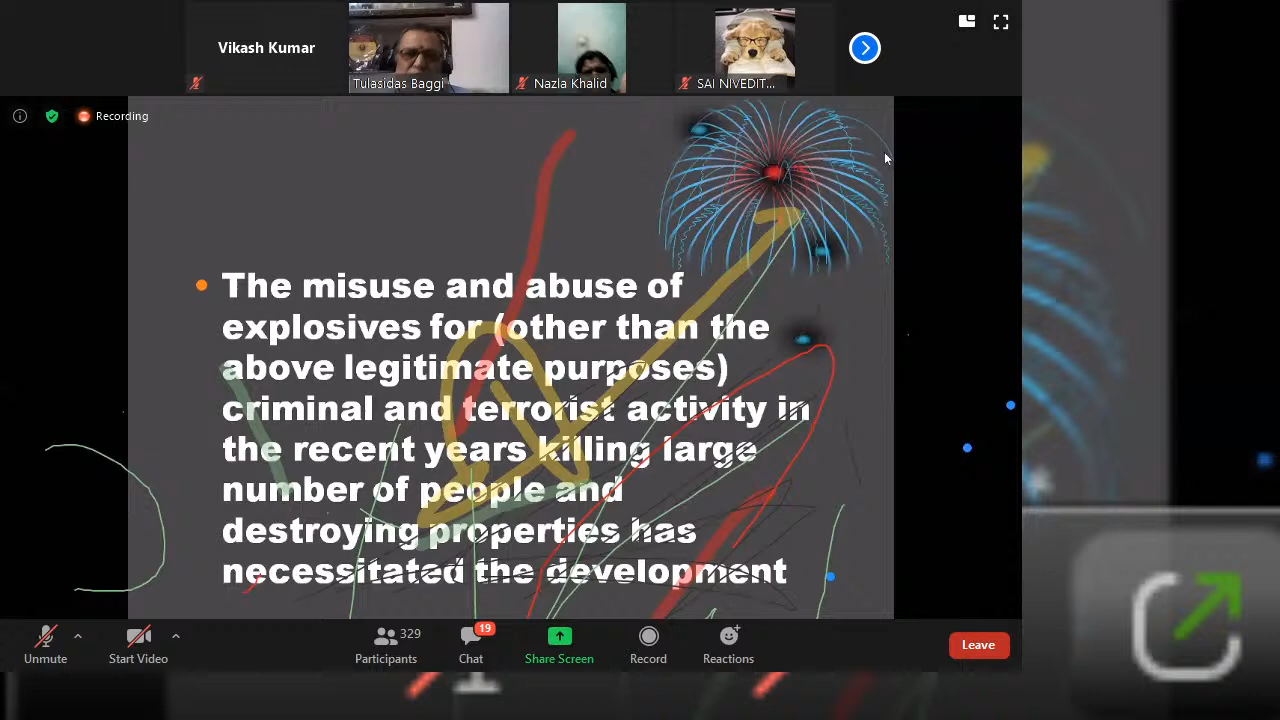 Vikash Kumar
Tulasidas Baggi
Nazla Khalid
SAI NIVEDIT...
Recording
• The misuse and abuse of
explosives for (other than the
above legitimate purposes)
criminal and terrorist activity in
the recent years killing large
number of people and
destroying properties has
necessitated the development
Unmute
Start Video
329
Participants
19
Chat
Share Screen
Record
Reactions
Leave